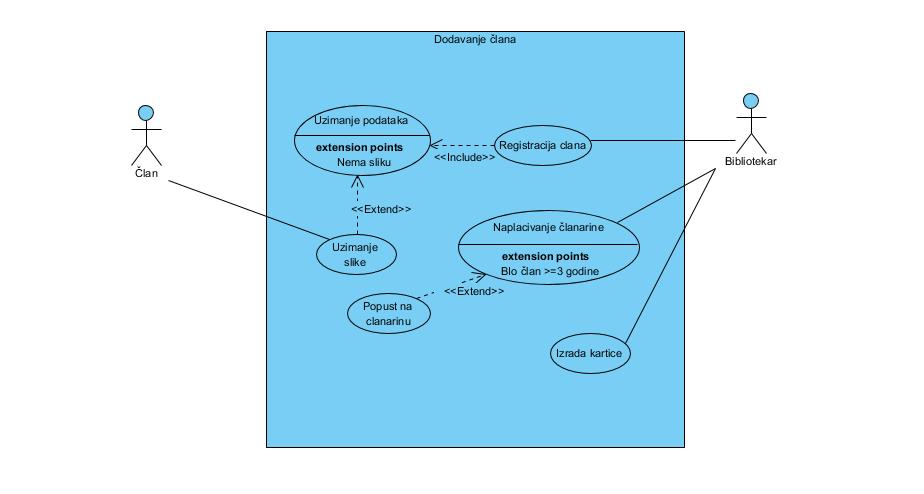 Dodavanje člana
Uzimanje podataka
extension points
Nema sliku
<<Include>>
Registracija clana
Član
Bibliotekar
<<Extend>>
Uzimanje
slike
Naplacivanje članarine
extension points
Blo član >=3 godine
<<Extend>>
Popust na
clanarinu
Izrada kartice